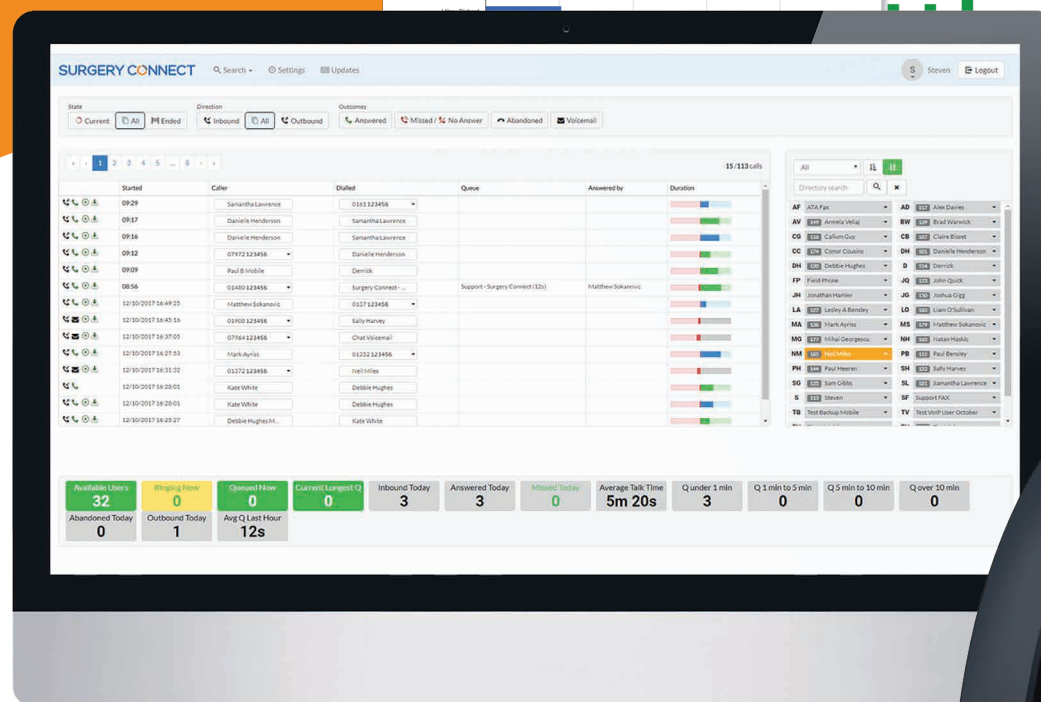 SURGERY CONNECT Search Settings Updates S Steven Logout
State Direction Outcomes
Current All Ended Inbound All Outbound Answered Missed / No Answer Abandoned Voicemail
« ‹ 1 2 3 4 5 ... 8 › » 15/113 calls
Started Caller Dialled Queue Answered by Duration
09:29 Samantha Lawrence 0161123456
09:17 Danielle Henderson Samantha Lawrence
09:16 Danielle Henderson Samantha Lawrence
09:12 07972123456 Danielle Henderson
09:09 Paul B Mobile Derrick
08:56 01480123456 Surgery Connect - ... Support - Surgery Connect (12s) Matthew Sokanovic
12/10/2017 16:49:25 Matthew Sokanovic 0137123456
12/10/2017 16:45:16 01908123456 Sally Harvey
12/10/2017 16:37:05 07964123456 Chat Voicemail
12/10/2017 16:27:53 Mark Ayriss 01252123456
12/10/2017 16:31:32 01272123456 Neil Miles
12/10/2017 16:28:01 Kate White Debbie Hughes
12/10/2017 16:28:01 Kate White Debbie Hughes
12/10/2017 16:25:27 Debbie Hughes M... Kate White
All
Directory search
AF ATA Fax AD Alex Davies
AV Armela Vellaj BW Brad Warwick
CG Callum Guy CB Claire Bisset
CC Conor Cousins DH Danielle Henderson
DH Debbie Hughes D Derrick
FP Field Phone JQ John Quick
JH Jonathan Hamler JG Joshua Gigg
LA Lesley A Bensley LO Liam O'Sullivan
MA Mark Ayriss MS Matthew Sokanovic
MG Mihai Georgescu NH Natan Haskic
NM Neil Miles PB Paul Bensley
PH Paul Heeren SH Sally Harvey
SG Sam Gibbs SL Samantha Lawrence
S Steven SF Support FAX
TB Test Backup Mobile TV Test VoIP User October
Available Users Ringing Now Queued Now Current Longest Q Inbound Today Answered Today Missed Today Average Talk Time Q under 1 min Q 1 min to 5 min Q 5 min to 10 min Q over 10 min
32 0 0 0 3 3 0 5m 20s 3 0 0 0
Abandoned Today Outbound Today Avg Q Last Hour
0 1 12s